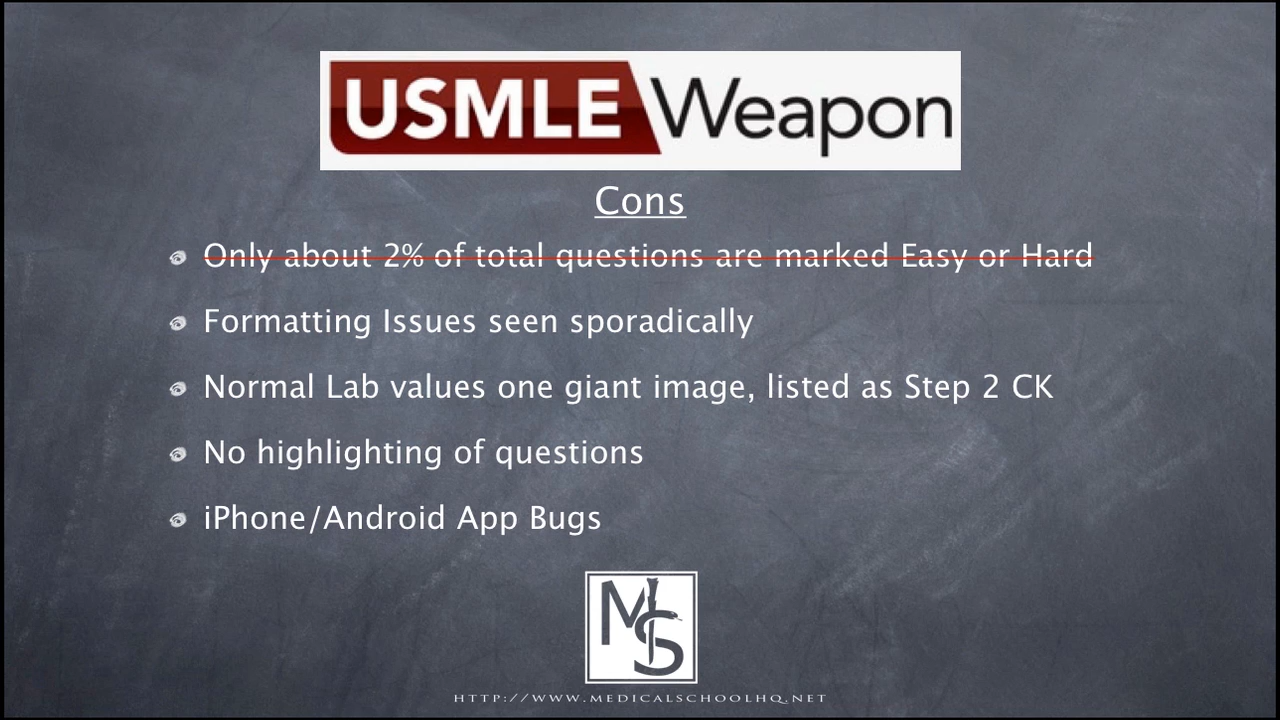 USMLE Weapon
Cons
Only about 2% of total questions are marked Easy or Hard
Formatting Issues seen sporadically
Normal Lab values one giant image, listed as Step 2 CK
No highlighting of questions
iPhone/Android App Bugs
MS
HTTP://WWW.MEDICALSCHOOLHQ.NET